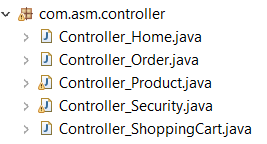 com.asm.controller
Controller_Home.java
Controller_Order.java
Controller_Product.java
Controller_Security.java
Controller_ShoppingCart.java